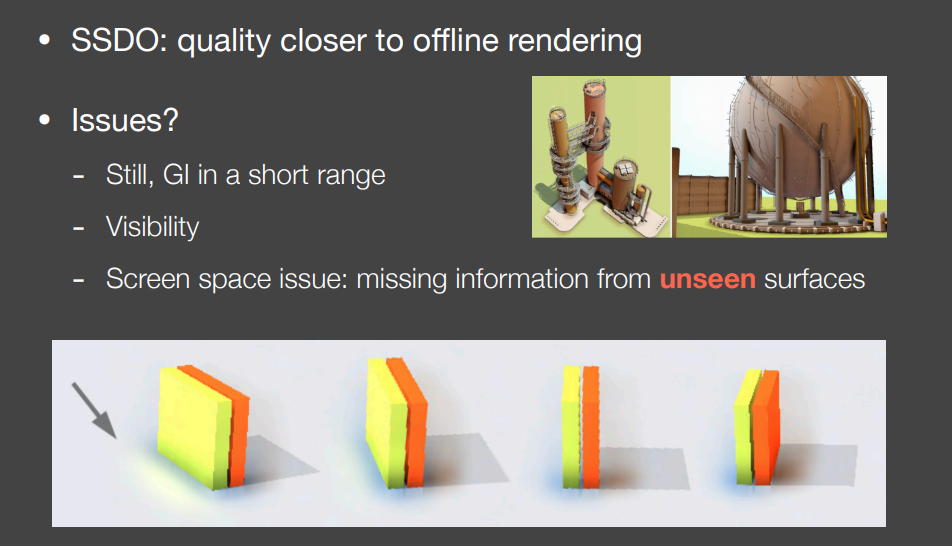 • SSDO: quality closer to offline rendering
• Issues?
- Still, GI in a short range
- Visibility
- Screen space issue: missing information from unseen surfaces